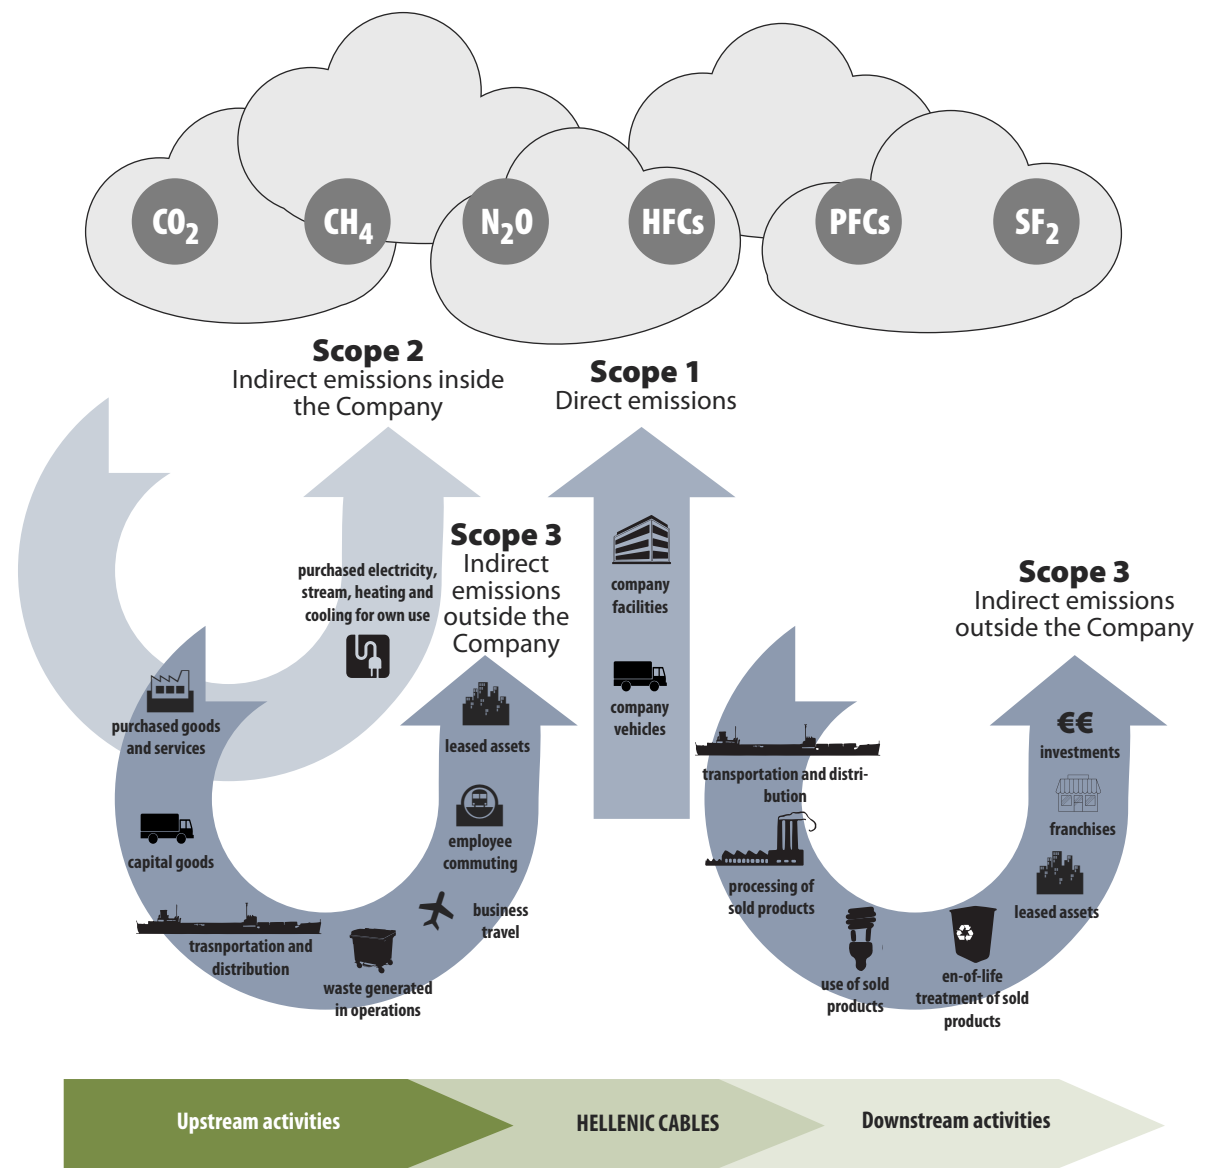 CO2
CH4
N2O
HFCs
PFCs
SF2
Scope 2
Indirect emissions inside
the Company
Scope 1
Direct emissions
purchased electricity,
stream, heating and
cooling for own use
Scope 3
Indirect
emissions
outside the
Company
company
facilities
company
vehicles
Scope 3
Indirect emissions
outside the Company
purchased goods
and services
capital goods
trasnportation and
distribution
waste generated
in operations
business
travel
employee
commuting
leased assets
transportation and distri-
bution
processing of
sold products
use of sold
products
en-of-life
treatment of sold
products
leased assets
franchises
€€
investments
Upstream activities
HELLENIC CABLES
Downstream activities